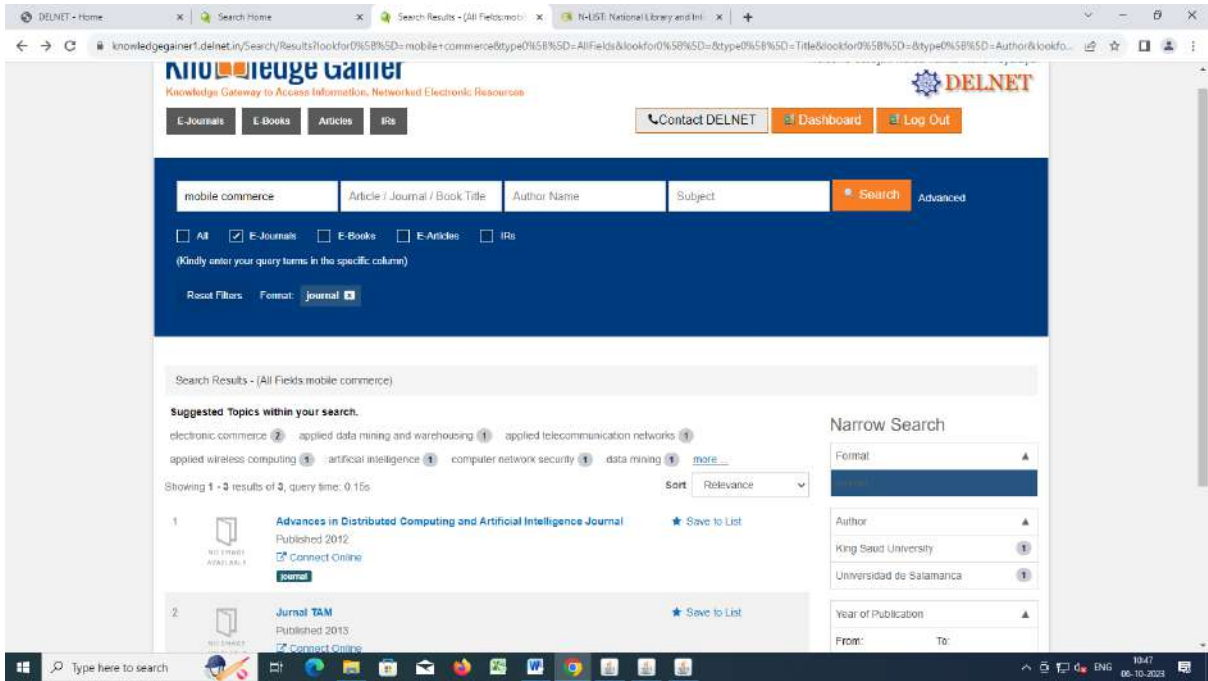 DELNET - Home
Search Home
Search Results - (All Fields:mobi
N-LIST: National Library and In
knowledgegainer1.delnet.in/Search/Results?lookfor0%5B%5D=mobile+commerce&type0%5B%5D=AllFields&lookfor0%5B%5D=&type0%5B%5D=Title&lookfor0%5B%5D=&type0%5B%5D=Author&lookfo...
Knowledge Gainer
Knowledge Gateway to Access Information, Networked Electronic Resources
DELNET
E-Journals E-Books Articles IRs
Contact DELNET Dashboard Log Out
mobile commerce Article / Journal / Book Title Author Name Subject Search Advanced
All E-Journals E-Books E-Articles IRs
(Kindly enter your query terms in the specific column)
Reset Filters Format: journal x
Search Results - (All Fields:mobile commerce)
Suggested Topics within your search.
electronic commerce 2 applied data mining and warehousing 1 applied telecommunication networks 1
applied wireless computing 1 artificial intelligence 1 computer network security 1 data mining 1 more ...
Showing 1 - 3 results of 3, query time: 0.15s
Sort Relevance
1
NO IMAGE AVAILABLE
Advances in Distributed Computing and Artificial Intelligence Journal
Save to List
Published 2012
Connect Online
journal
2
Jurnal TAM
Save to List
Published 2013
Connect Online
Narrow Search
Format
Author
King Saud University 1
Universidad de Salamanca 1
Year of Publication
From: To:
Type here to search
ENG
10:47
06-10-2023